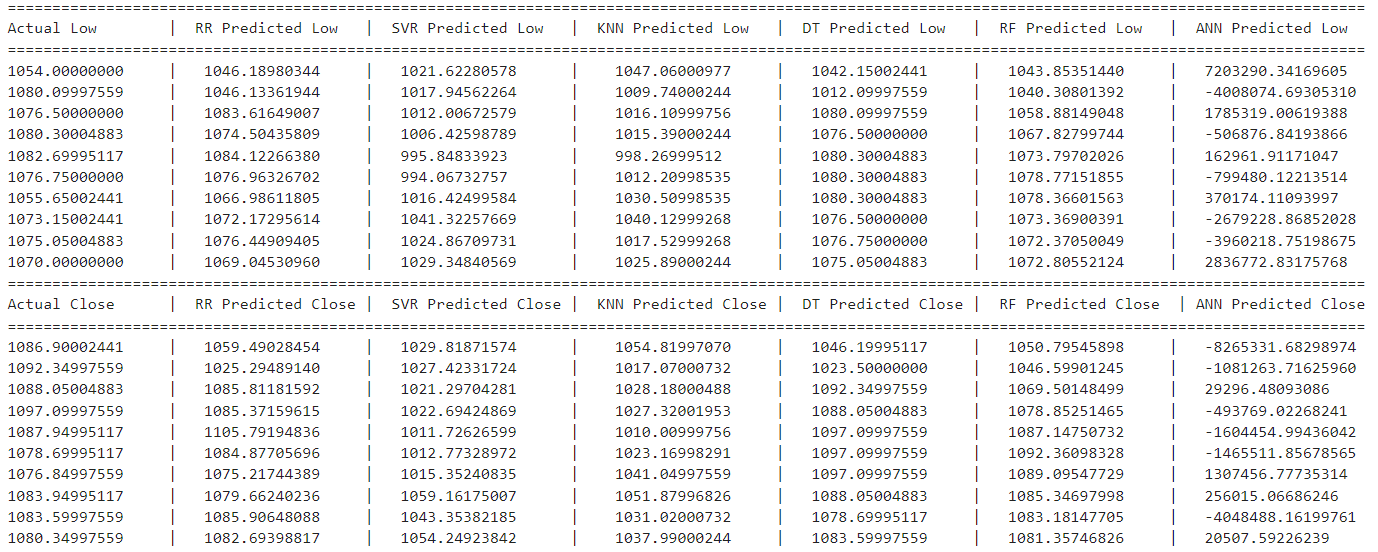 =======================================================================================================================================================
Actual Low | RR Predicted Low | SVR Predicted Low | KNN Predicted Low | DT Predicted Low | RF Predicted Low | ANN Predicted Low
=======================================================================================================================================================
1054.00000000 | 1046.18980344 | 1021.62280578 | 1047.06000977 | 1042.15002441 | 1043.85351440 | 7203290.34169605
1080.09997559 | 1046.13361944 | 1017.94562264 | 1009.74000244 | 1012.09997559 | 1040.30801392 | -4008074.69305310
1076.50000000 | 1083.61649007 | 1012.00672579 | 1016.10999756 | 1080.09997559 | 1058.88149048 | 1785319.00619388
1080.30004883 | 1074.50435809 | 1006.42598789 | 1015.39000244 | 1076.50000000 | 1067.82799744 | -506876.84193866
1082.69995117 | 1084.12266380 | 995.84833923 | 998.26999512 | 1080.30004883 | 1073.79702026 | 162961.91171047
1076.75000000 | 1076.96326702 | 994.06732757 | 1012.20998535 | 1080.30004883 | 1078.77151855 | -799480.12213514
1055.65002441 | 1066.98611805 | 1016.42499584 | 1030.50998535 | 1080.30004883 | 1078.36601563 | 370174.11093997
1073.15002441 | 1072.17295614 | 1041.32257669 | 1040.12999268 | 1076.50000000 | 1073.36900391 | -2679228.86852028
1075.05004883 | 1076.44909405 | 1024.86709731 | 1017.52999268 | 1076.75000000 | 1072.37050049 | -3960218.75198675
1070.00000000 | 1069.04530960 | 1029.34840569 | 1025.89000244 | 1075.05004883 | 1072.80552124 | 2836772.83175768
=======================================================================================================================================================
Actual Close | RR Predicted Close | SVR Predicted Close | KNN Predicted Close | DT Predicted Close | RF Predicted Close | ANN Predicted Close
=======================================================================================================================================================
1086.90002441 | 1059.49028454 | 1029.81871574 | 1054.81997070 | 1046.19995117 | 1050.79545898 | -8265331.68298974
1092.34997559 | 1025.29489140 | 1027.42331724 | 1017.07000732 | 1023.50000000 | 1046.59901245 | -1081263.71625960
1088.05004883 | 1085.81181592 | 1021.29704281 | 1028.18000488 | 1092.34997559 | 1069.50148499 | 29296.48093086
1097.09997559 | 1085.37159615 | 1022.69424869 | 1027.32001953 | 1088.05004883 | 1078.85251465 | -493769.02268241
1087.94995117 | 1105.79194836 | 1011.72626599 | 1010.00999756 | 1097.09997559 | 1087.14750732 | -1604454.99436042
1078.69995117 | 1084.87705696 | 1012.77328972 | 1023.16998291 | 1097.09997559 | 1092.36098328 | -1465511.85678565
1076.84997559 | 1075.21744389 | 1015.35240835 | 1041.04997559 | 1097.09997559 | 1089.09547729 | 1307456.77735314
1083.94995117 | 1079.66240236 | 1059.16175007 | 1051.87996826 | 1088.05004883 | 1085.34697998 | 256015.06686246
1083.59997559 | 1085.90648088 | 1043.35382185 | 1031.02000732 | 1078.69995117 | 1083.18147705 | -4048488.16199761
1080.34997559 | 1082.69398817 | 1054.24923842 | 1037.99000244 | 1083.59997559 | 1081.35746826 | 20507.59226239